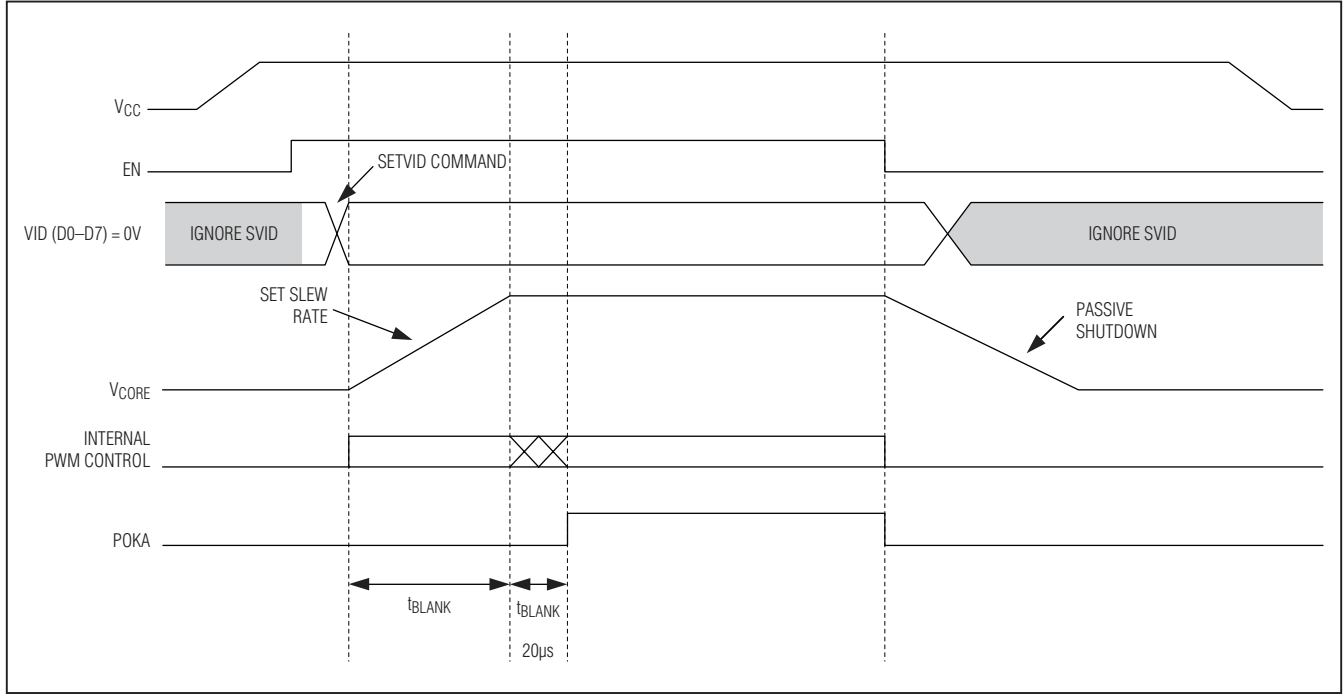 VCC
EN
SETVID COMMAND
VID (D0–D7) = 0V
IGNORE SVID
IGNORE SVID
SET SLEW
RATE
PASSIVE
SHUTDOWN
VCORE
INTERNAL
PWM CONTROL
POKA
tBLANK
tBLANK
20µs